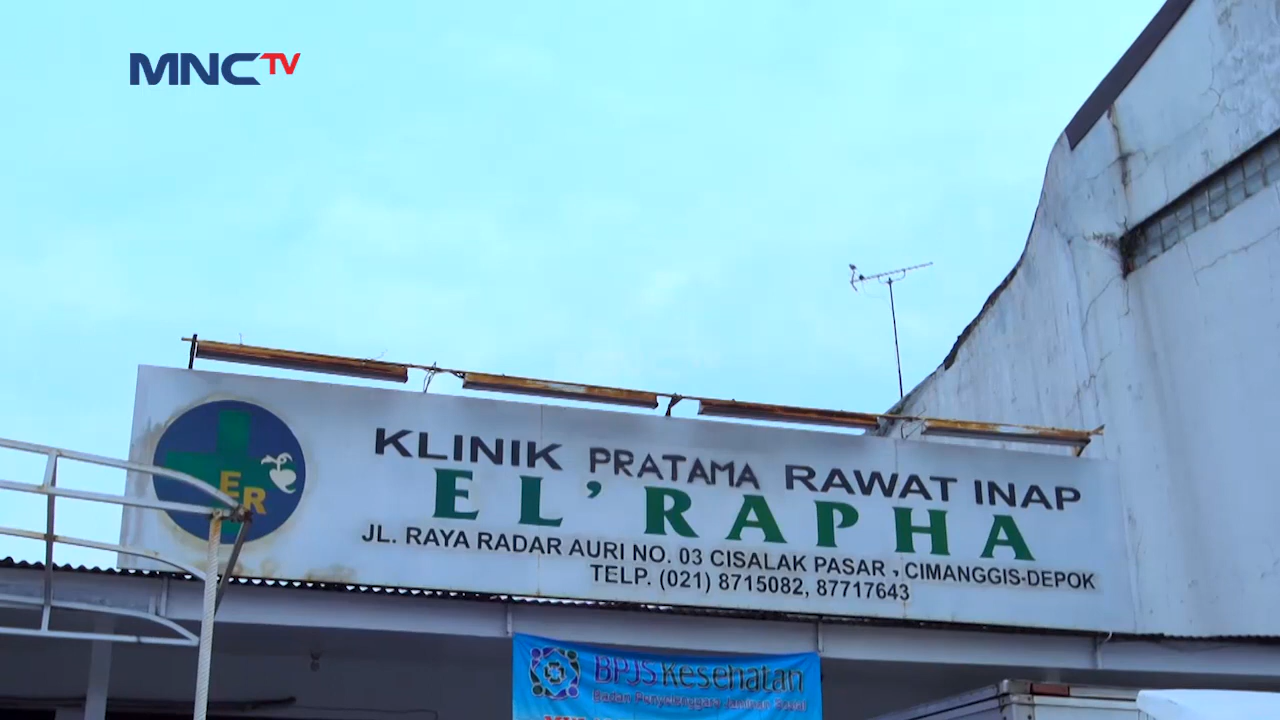 MNCTV
KLINIK PRATAMA RAWAT INAP
EL'RAPHA
JL. RAYA RADAR AURI NO. 03 CISALAK PASAR , CIMANGGIS-DEPOK
TELP. (021) 8715082, 87717643
ER
BPJS Kesehatan
Badan Penyelenggara Jaminan Sosial